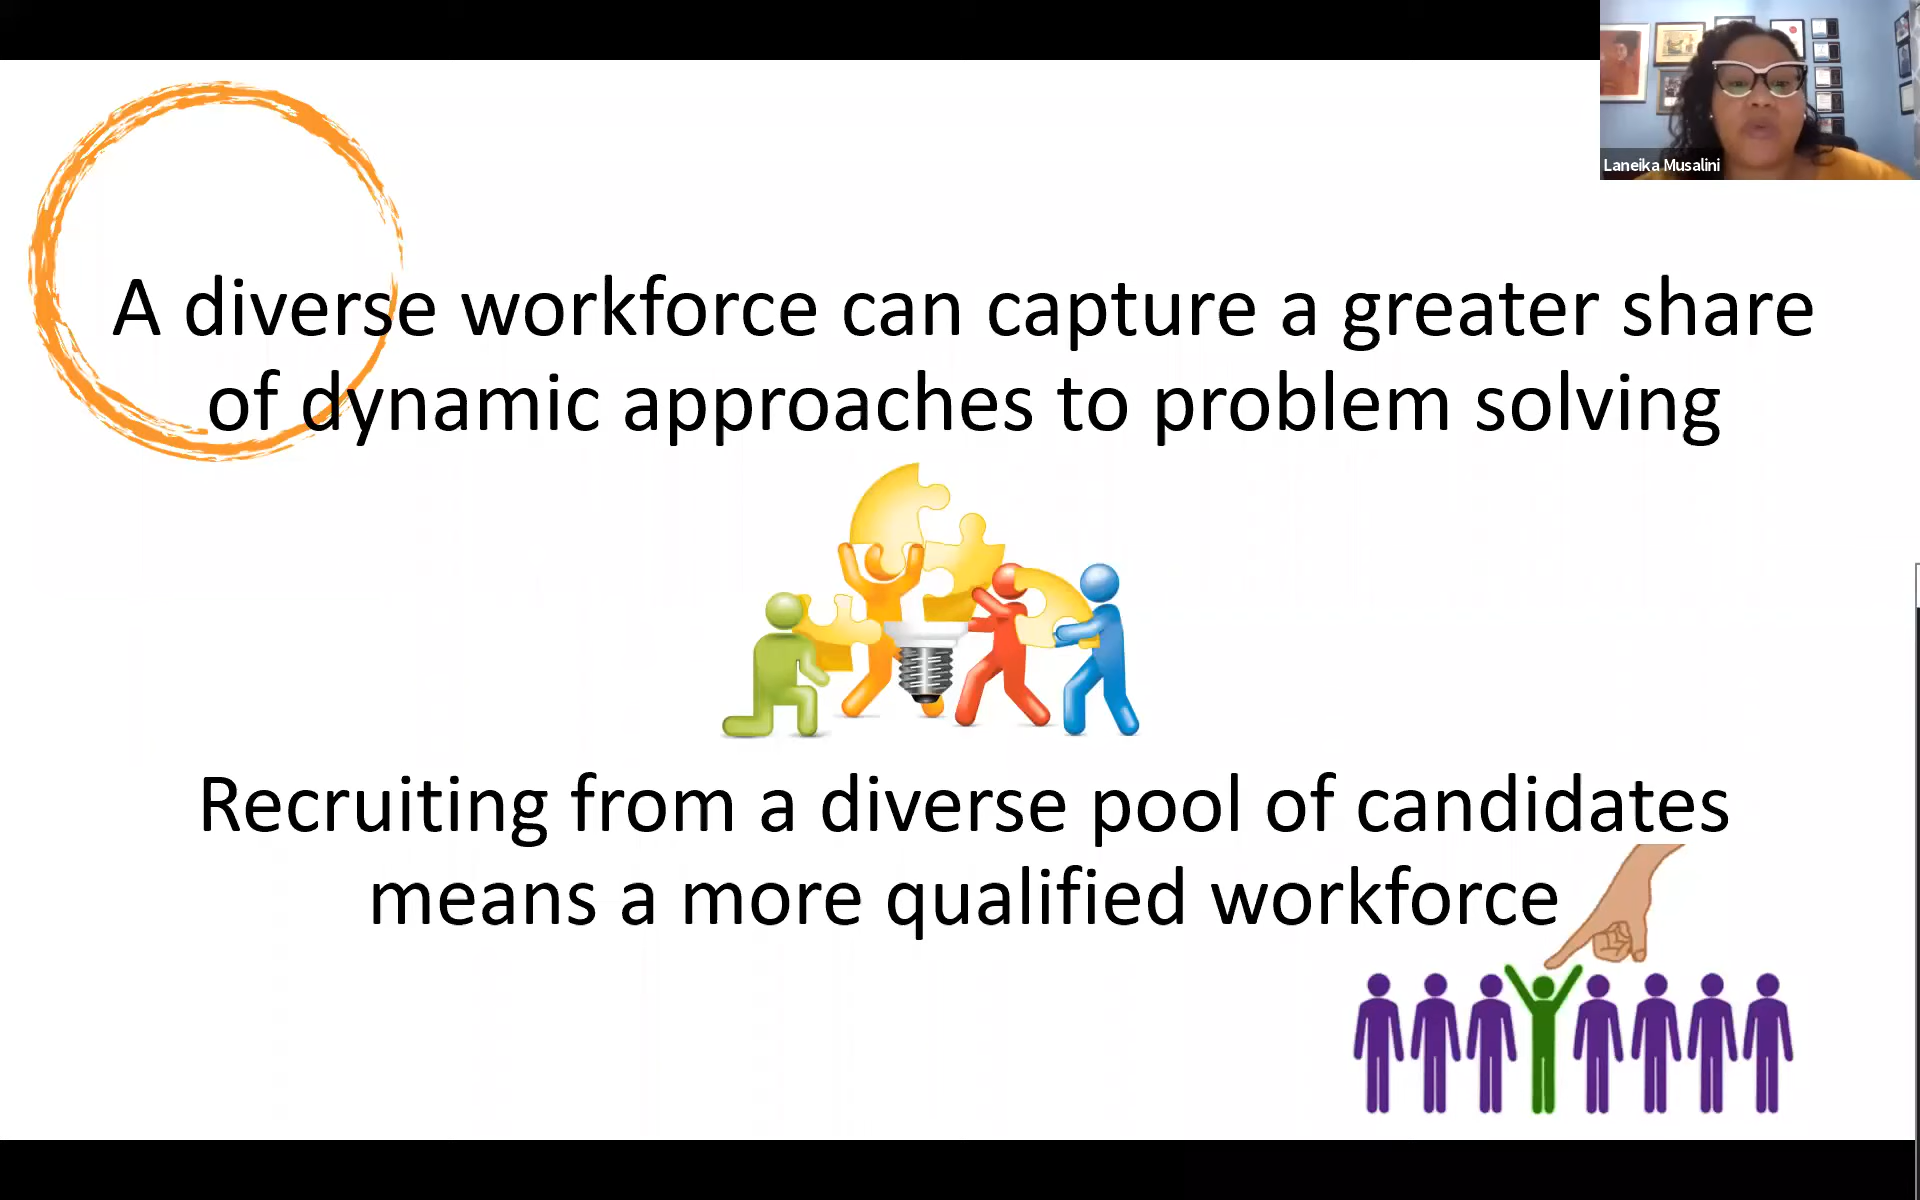 Laneika Musalini
A diverse workforce can capture a greater share
of dynamic approaches to problem solving
Recruiting from a diverse pool of candidates
means a more qualified workforce